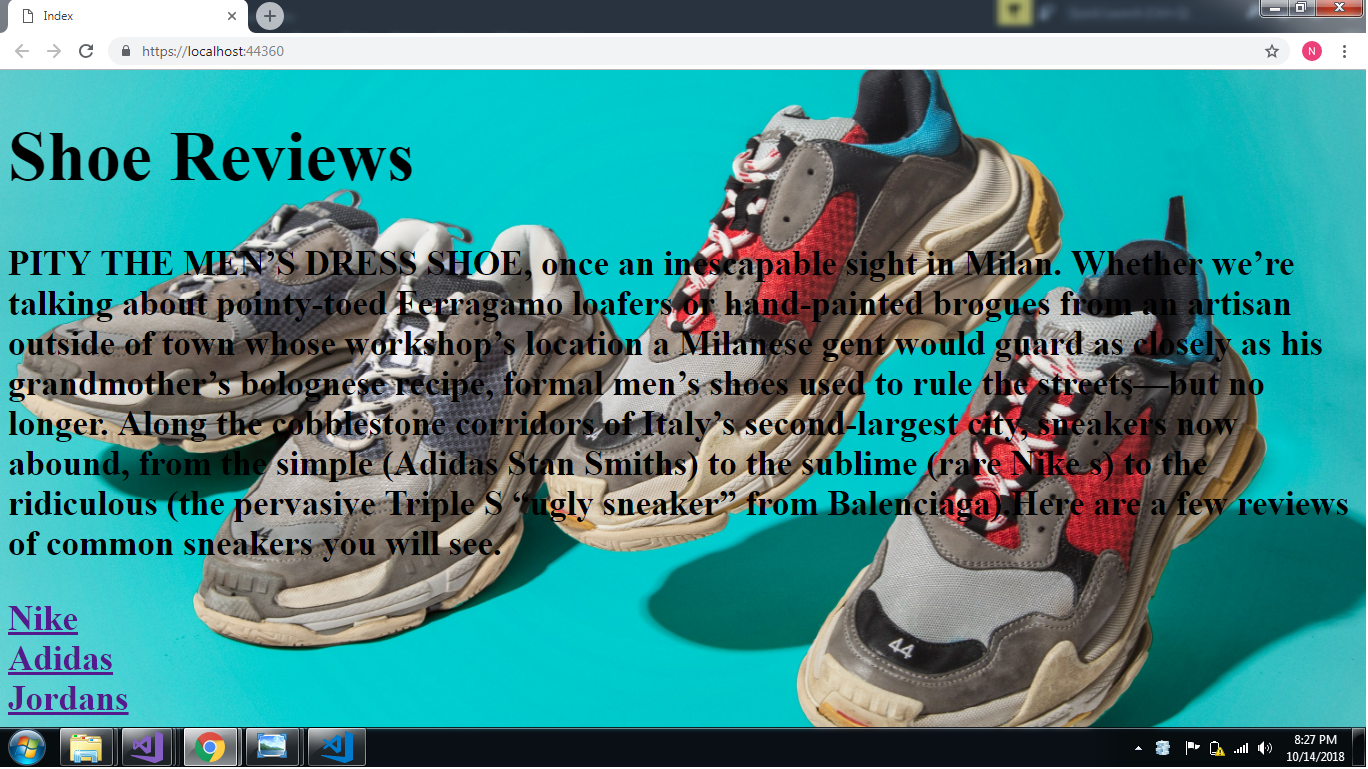 Index
https://localhost:44360
N
Shoe Reviews
PITY THE MEN’S DRESS SHOE, once an inescapable sight in Milan. Whether we’re
talking about pointy-toed Ferragamo loafers or hand-painted brogues from an artisan
outside of town whose workshop’s location a Milanese gent would guard as closely as his
grandmother’s bolognese recipe, formal men’s shoes used to rule the streets—but no
longer. Along the cobblestone corridors of Italy’s second-largest city, sneakers now
abound, from the simple (Adidas Stan Smiths) to the sublime (rare Nike s) to the
ridiculous (the pervasive Triple S “ugly sneaker” from Balenciaga).Here are a few reviews
of common sneakers you will see.
44
Nike
Adidas
Jordans
8:27 PM
10/14/2018